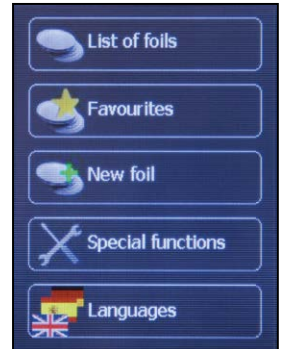 List of foils
Favourites
New foil
Special functions
Languages